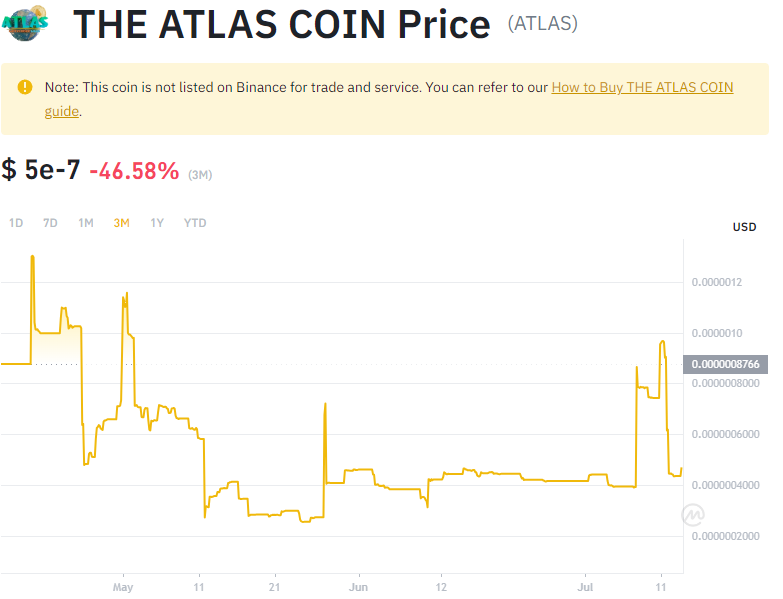 ATLAS
THE ATLAS COIN Price (ATLAS)
Note: This coin is not listed on Binance for trade and service. You can refer to our How to Buy THE ATLAS COIN
guide.
$ 5e-7 -46.58% (3M)
1D 7D 1M 3M 1Y YTD
USD
0.0000012
0.0000010
0.0000008766
0.0000008000
0.0000006000
0.0000004000
0.0000002000
May 11 21 Jun 12 Jul 11